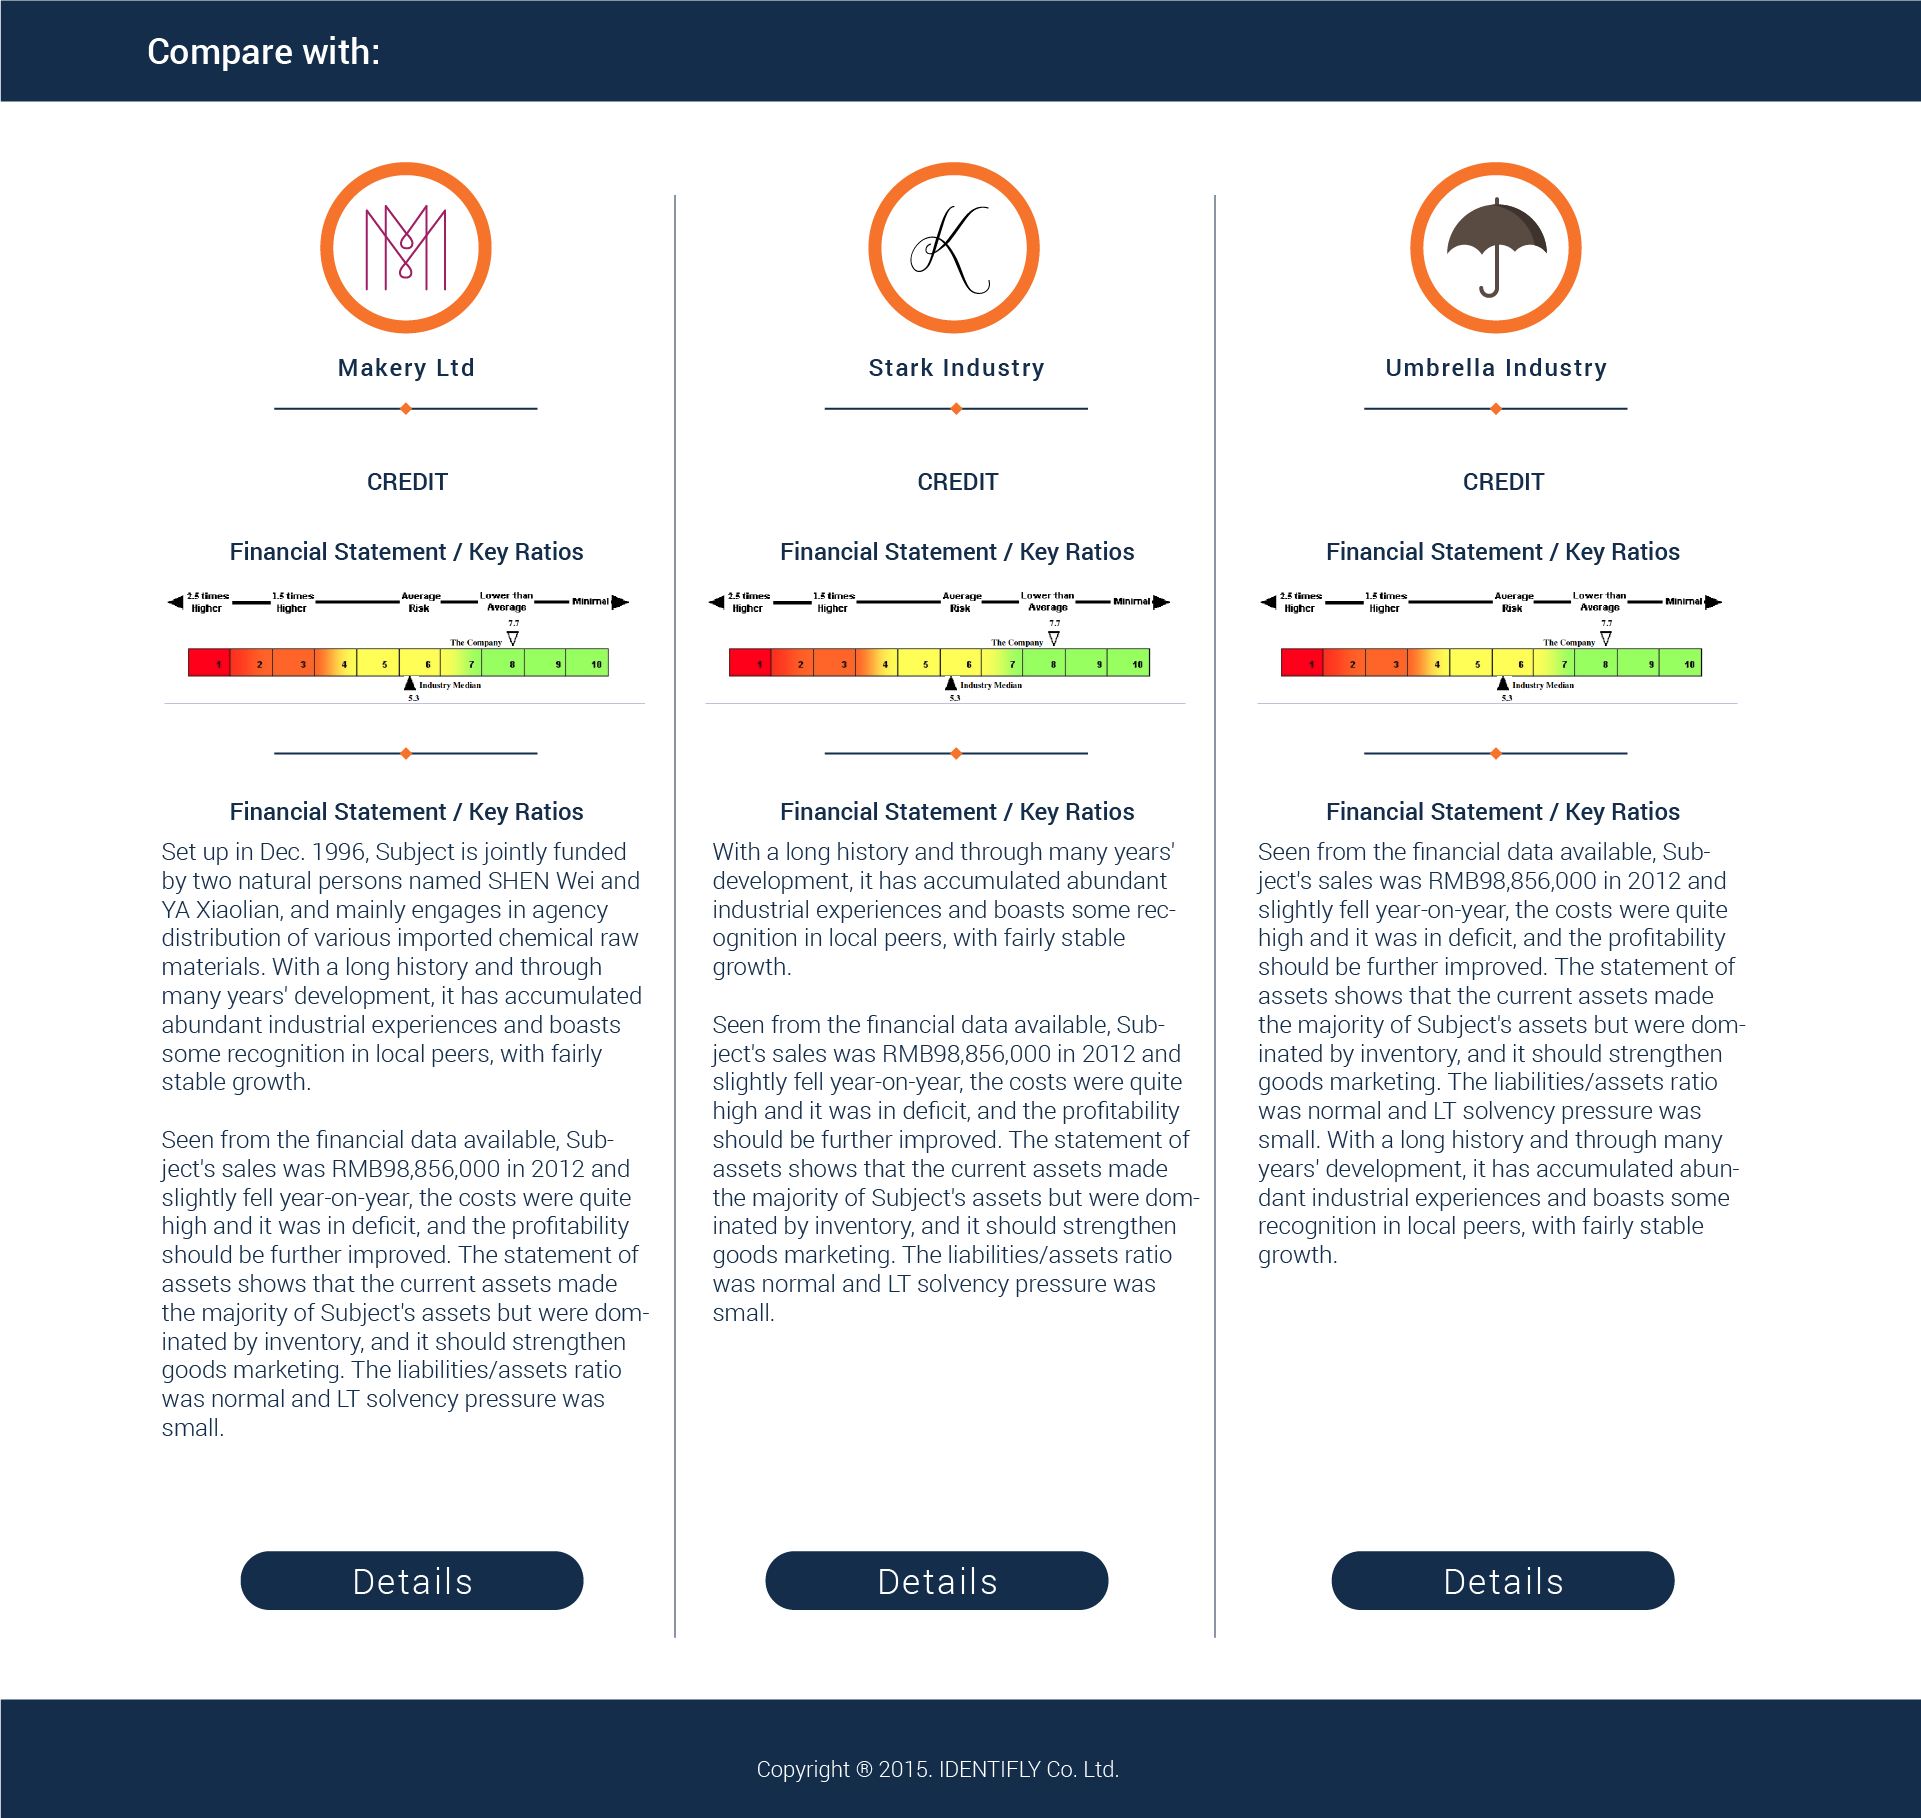 Compare with:
Makery Ltd
CREDIT
Financial Statement / Key Ratios
2.5 times Higher
1.5 times Higher
Average Risk
Lower than Average
Minimal
7.7
The Company
1 2 3 4 5 6 7 8 9 10
Industry Median
5.3
Financial Statement / Key Ratios
Set up in Dec. 1996, Subject is jointly funded
by two natural persons named SHEN Wei and
YA Xiaolian, and mainly engages in agency
distribution of various imported chemical raw
materials. With a long history and through
many years' development, it has accumulated
abundant industrial experiences and boasts
some recognition in local peers, with fairly
stable growth.
Seen from the financial data available, Sub-
ject's sales was RMB98,856,000 in 2012 and
slightly fell year-on-year, the costs were quite
high and it was in deficit, and the profitability
should be further improved. The statement of
assets shows that the current assets made
the majority of Subject's assets but were dom-
inated by inventory, and it should strengthen
goods marketing. The liabilities/assets ratio
was normal and LT solvency pressure was
small.
Details
K
Stark Industry
CREDIT
Financial Statement / Key Ratios
2.5 times Higher
1.5 times Higher
Average Risk
Lower than Average
Minimal
7.7
The Company
1 2 3 4 5 6 7 8 9 10
Industry Median
5.3
Financial Statement / Key Ratios
With a long history and through many years'
development, it has accumulated abundant
industrial experiences and boasts some rec-
ognition in local peers, with fairly stable
growth.
Seen from the financial data available, Sub-
ject's sales was RMB98,856,000 in 2012 and
slightly fell year-on-year, the costs were quite
high and it was in deficit, and the profitability
should be further improved. The statement of
assets shows that the current assets made
the majority of Subject's assets but were dom-
inated by inventory, and it should strengthen
goods marketing. The liabilities/assets ratio
was normal and LT solvency pressure was
small.
Details
Umbrella Industry
CREDIT
Financial Statement / Key Ratios
2.5 times Higher
1.5 times Higher
Average Risk
Lower than Average
Minimal
7.7
The Company
1 2 3 4 5 6 7 8 9 10
Industry Median
5.3
Financial Statement / Key Ratios
Seen from the financial data available, Sub-
ject's sales was RMB98,856,000 in 2012 and
slightly fell year-on-year, the costs were quite
high and it was in deficit, and the profitability
should be further improved. The statement of
assets shows that the current assets made
the majority of Subject's assets but were dom-
inated by inventory, and it should strengthen
goods marketing. The liabilities/assets ratio
was normal and LT solvency pressure was
small. With a long history and through many
years' development, it has accumulated abun-
dant industrial experiences and boasts some
recognition in local peers, with fairly stable
growth.
Details
Copyright ® 2015. IDENTIFLY Co. Ltd.